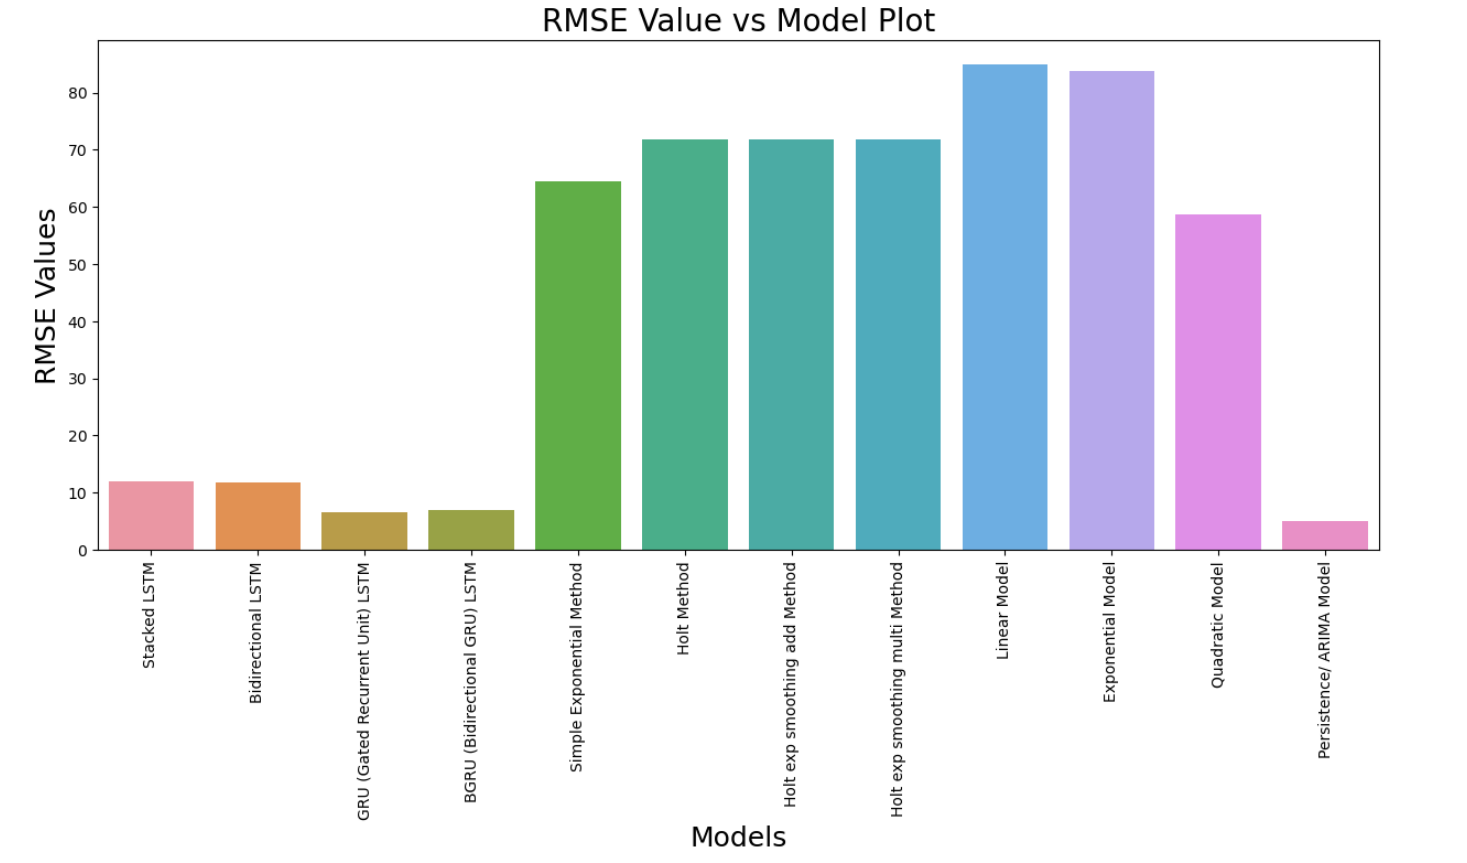 RMSE Value vs Model Plot
RMSE Values
80
70
60
50
40
30
20
10
0
Stacked LSTM
Bidirectional LSTM
GRU (Gated Recurrent Unit) LSTM
BGRU (Bidirectional GRU) LSTM
Simple Exponential Method
Holt Method
Holt exp smoothing add Method
Holt exp smoothing multi Method
Linear Model
Exponential Model
Quadratic Model
Persistence/ ARIMA Model
Models